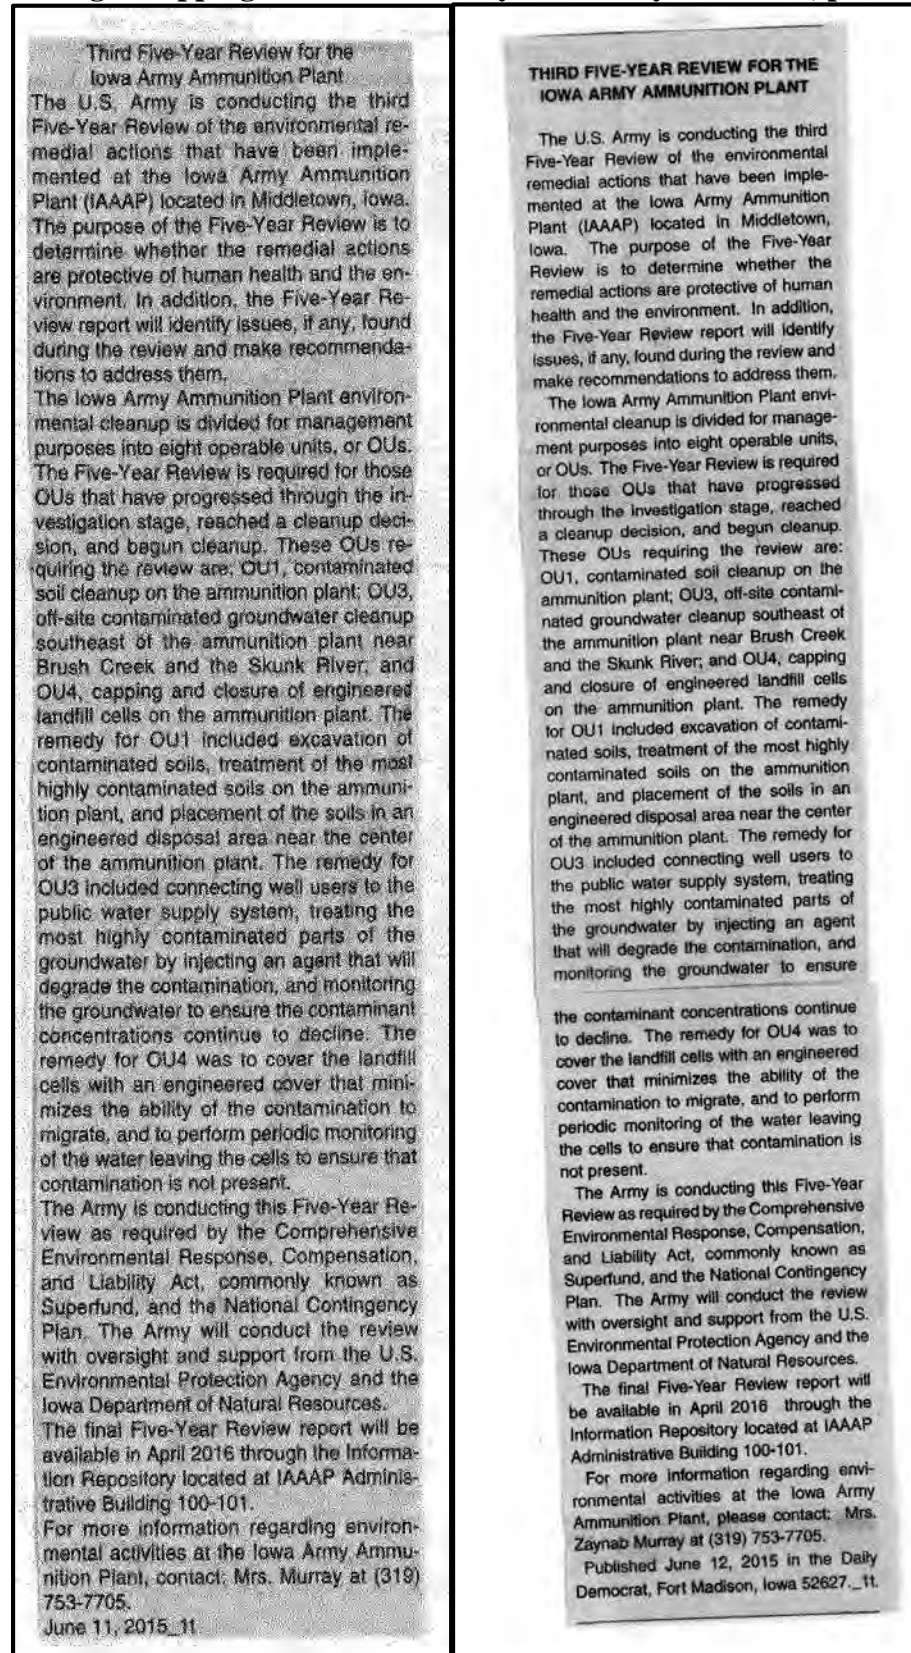 Third Five-Year Review for the
Iowa Army Ammunition Plant
The U.S. Army is conducting the third
Five-Year Review of the environmental re-
medial actions that have been imple-
mented at the Iowa Army Ammunition
Plant (IAAAP) located in Middletown, Iowa.
The purpose of the Five-Year Review is to
determine whether the remedial actions
are protective of human health and the en-
vironment. In addition, the Five-Year Re-
view report will identify issues, if any, found
during the review and make recommenda-
tions to address them.
The Iowa Army Ammunition Plant environ-
mental cleanup is divided for management
purposes into eight operable units, or OUs.
The Five-Year Review is required for those
OUs that have progressed through the in-
vestigation stage, reached a cleanup deci-
sion, and begun cleanup. These OUs re-
quiring the review are: OU1, contaminated
soil cleanup on the ammunition plant; OU3,
off-site contaminated groundwater cleanup
southeast of the ammunition plant near
Brush Creek and the Skunk River; and
OU4, capping and closure of engineered
landfill cells on the ammunition plant. The
remedy for OU1 included excavation of
contaminated soils, treatment of the most
highly contaminated soils on the ammuni-
tion plant, and placement of the soils in an
engineered disposal area near the center
of the ammunition plant. The remedy for
OU3 included connecting well users to the
public water supply system, treating the
most highly contaminated parts of the
groundwater by injecting an agent that will
degrade the contamination, and monitoring
the groundwater to ensure the contaminant
concentrations continue to decline. The
remedy for OU4 was to cover the landfill
cells with an engineered cover that mini-
mizes the ability of the contamination to
migrate, and to perform periodic monitoring
of the water leaving the cells to ensure that
contamination is not present.
The Army is conducting this Five-Year Re-
view as required by the Comprehensive
Environmental Response, Compensation,
and Liability Act, commonly known as
Superfund, and the National Contingency
Plan. The Army will conduct the review
with oversight and support from the U.S.
Environmental Protection Agency and the
Iowa Department of Natural Resources.
The final Five-Year Review report will be
available in April 2016 through the Informa-
tion Repository located at IAAAP Adminis-
trative Building 100-101.
For more information regarding environ-
mental activities at the Iowa Army Ammu-
nition Plant, contact: Mrs. Murray at (319)
753-7705.
June 11, 2015_1t
THIRD FIVE-YEAR REVIEW FOR THE
IOWA ARMY AMMUNITION PLANT
The U.S. Army is conducting the third
Five-Year Review of the environmental
remedial actions that have been imple-
mented at the Iowa Army Ammunition
Plant (IAAAP) located in Middletown,
Iowa. The purpose of the Five-Year
Review is to determine whether the
remedial actions are protective of human
health and the environment. In addition,
the Five-Year Review report will identify
issues, if any, found during the review and
make recommendations to address them.
The Iowa Army Ammunition Plant envi-
ronmental cleanup is divided for manage-
ment purposes into eight operable units,
or OUs. The Five-Year Review is required
for those OUs that have progressed
through the investigation stage, reached
a cleanup decision, and begun cleanup.
These OUs requiring the review are:
OU1, contaminated soil cleanup on the
ammunition plant; OU3, off-site contami-
nated groundwater cleanup southeast of
the ammunition plant near Brush Creek
and the Skunk River; and OU4, capping
and closure of engineered landfill cells
on the ammunition plant. The remedy
for OU1 included excavation of contami-
nated soils, treatment of the most highly
contaminated soils on the ammunition
plant, and placement of the soils in an
engineered disposal area near the center
of the ammunition plant. The remedy for
OU3 included connecting well users to
the public water supply system, treating
the most highly contaminated parts of
the groundwater by injecting an agent
that will degrade the contamination, and
monitoring the groundwater to ensure
the contaminant concentrations continue
to decline. The remedy for OU4 was to
cover the landfill cells with an engineered
cover that minimizes the ability of the
contamination to migrate, and to perform
periodic monitoring of the water leaving
the cells to ensure that contamination is
not present.
The Army is conducting this Five-Year
Review as required by the Comprehensive
Environmental Response, Compensation,
and Liability Act, commonly known as
Superfund, and the National Contingency
Plan. The Army will conduct the review
with oversight and support from the U.S.
Environmental Protection Agency and the
Iowa Department of Natural Resources.
The final Five-Year Review report will
be available in April 2016 through the
Information Repository located at IAAAP
Administrative Building 100-101.
For more information regarding envi-
ronmental activities at the Iowa Army
Ammunition Plant, please contact: Mrs.
Zaynab Murray at (319) 753-7705.
Published June 12, 2015 in the Daily
Democrat, Fort Madison, Iowa 52627._1t.